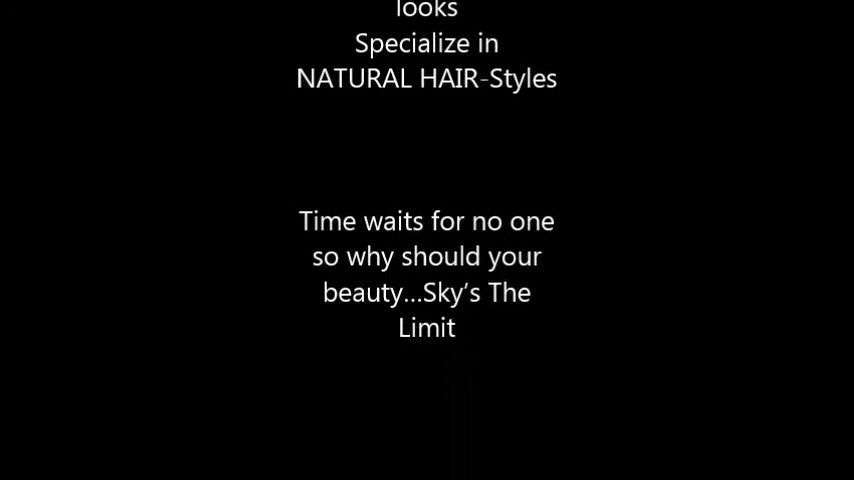 looks
Specialize in
NATURAL HAIR-Styles
Time waits for no one
so why should your
beauty...Sky's The
Limit